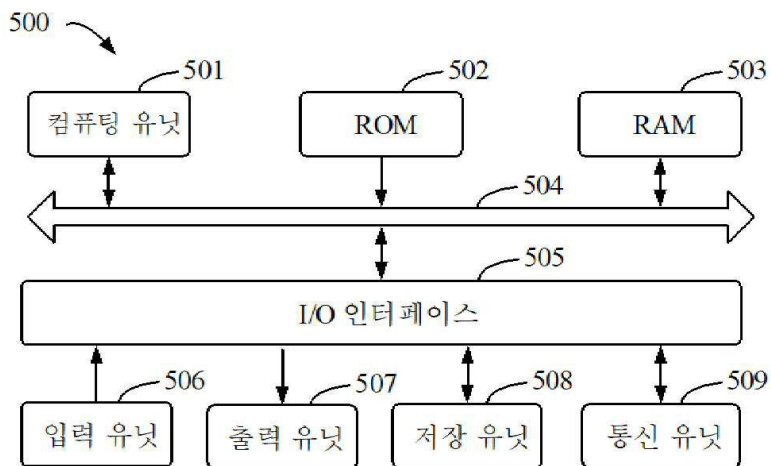 500
501
502
503
컴퓨팅 유닛
ROM
RAM
504
505
I/O 인터페이스
506
507
508
509
입력 유닛
출력 유닛
저장 유닛
통신 유닛